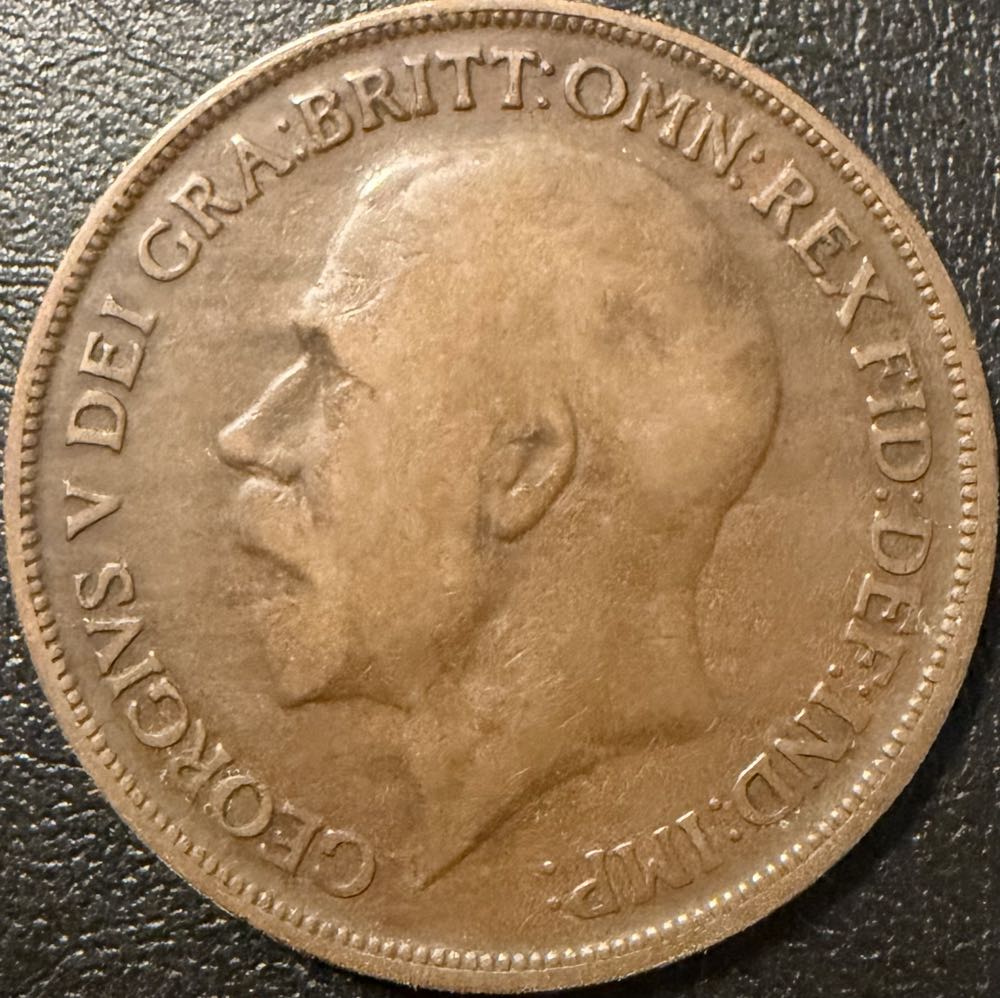 GEORGIVS V DEI GRA:BRITT:OMN:REX FID:DEF:IND:IMP: